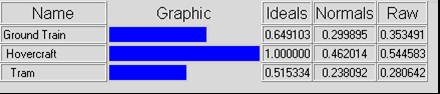 Name Graphic Ideals Normals Raw
Ground Train 0.649103 0.299895 0.353491
Hovercraft 1.000000 0.462014 0.544583
Tram 0.515334 0.238092 0.280642